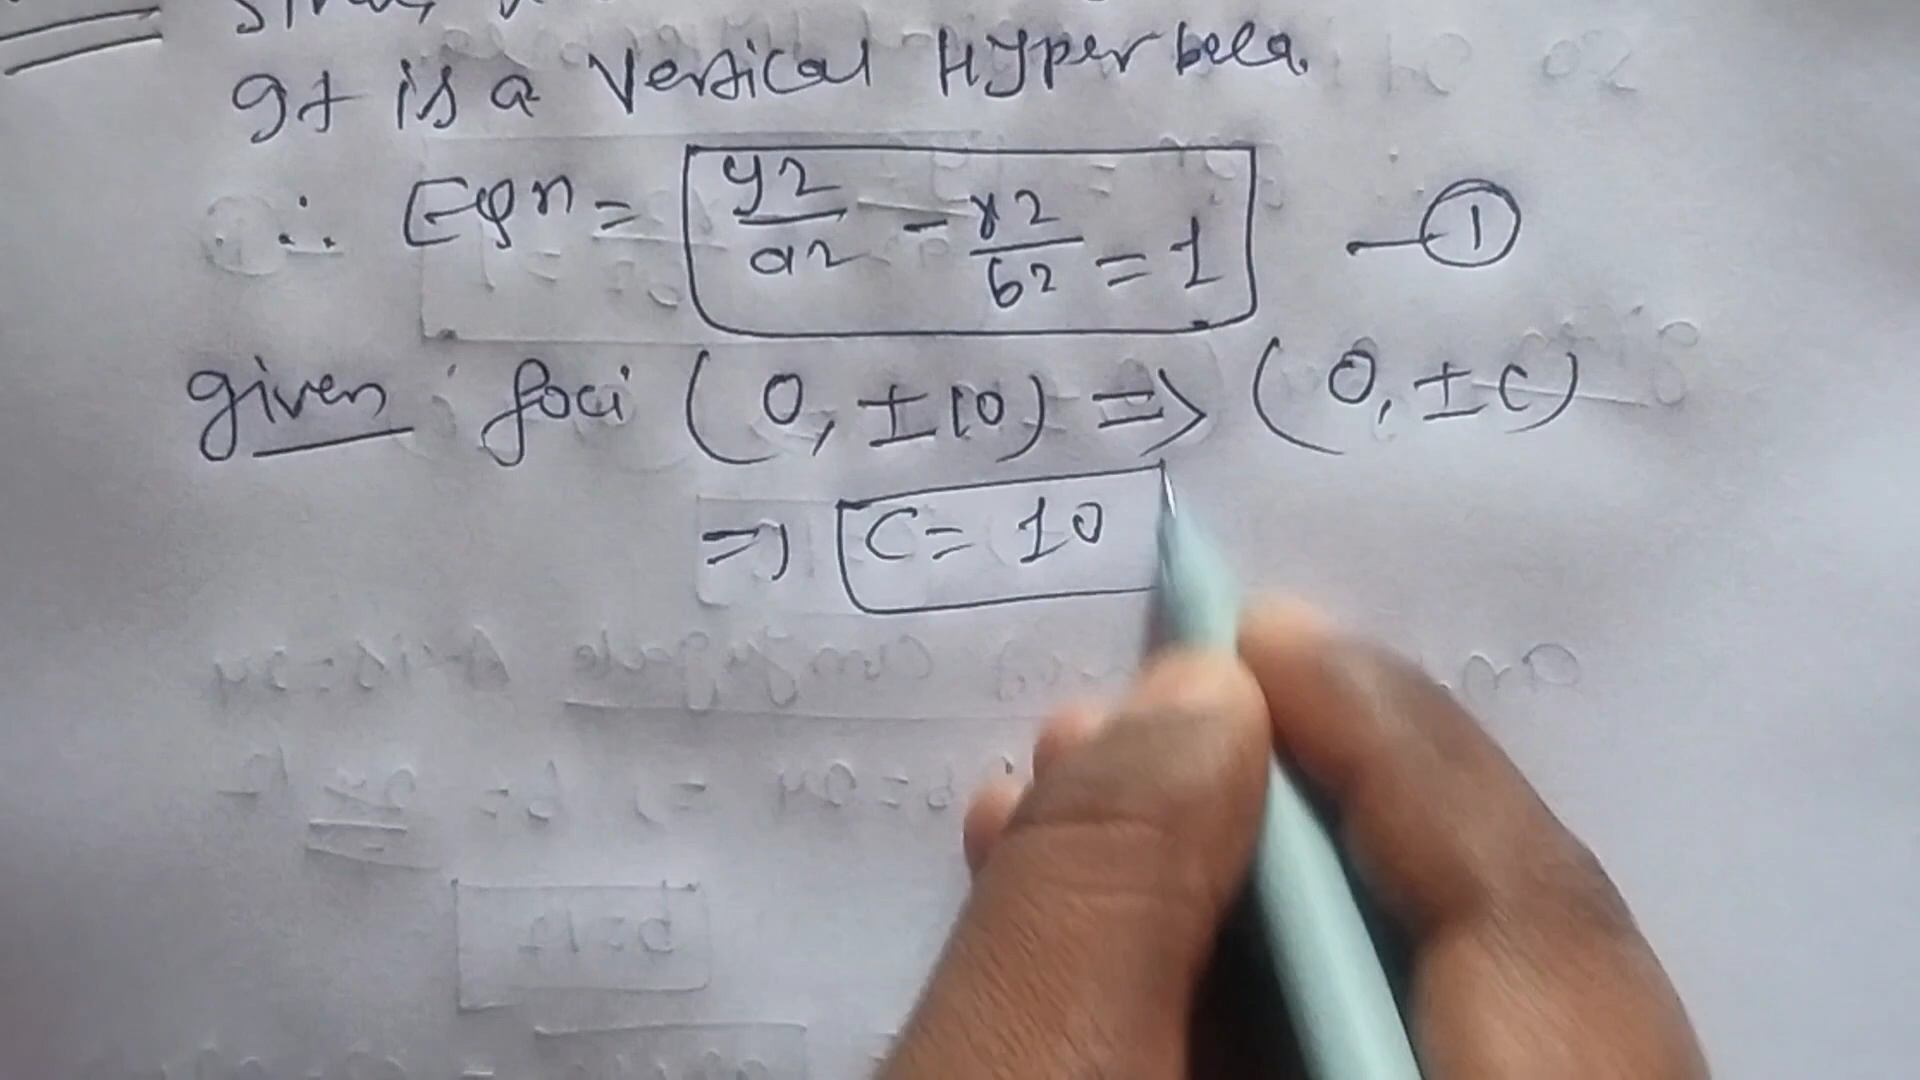 It is a Vertical Hyperbola.
∴ Eqn = y2/a2 - x2/b2 = 1 — 1
given foci (0, ±10) => (0, ±c)
=> C = 10